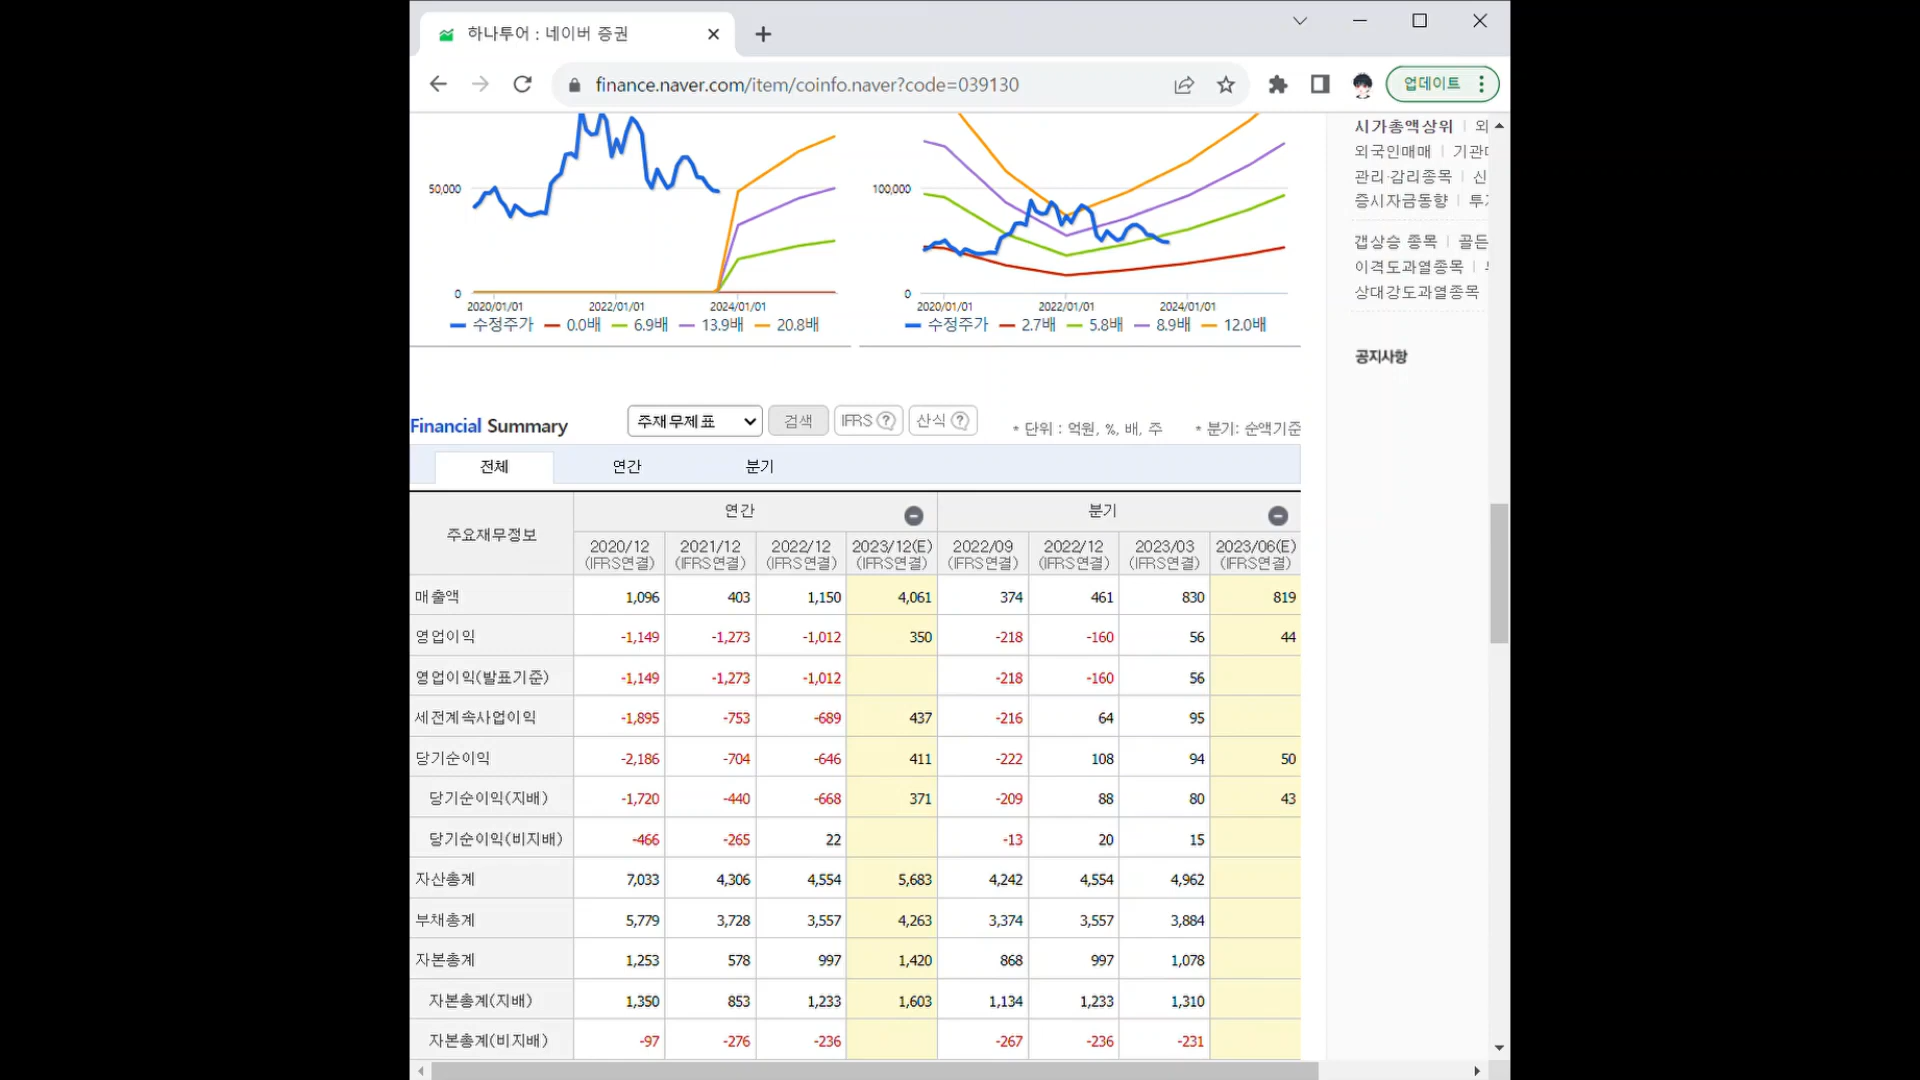 하나투어 : 네이버 증권
finance.naver.com/item/coinfo.naver?code=039130
업데이트
50,000
0
2020/01/01 2022/01/01 2024/01/01
수정주가 0.0배 6.9배 13.9배 20.8배
100,000
0
2020/01/01 2022/01/01 2024/01/01
수정주가 2.7배 5.8배 8.9배 12.0배
시가총액상위 외
외국인매매 기관
관리·감리종목 신
증시자금동향 투
갭상승 종목 골든
이격도과열종목
상대강도과열종목
공지사항
Financial Summary 주재무제표 검색 IFRS ? 산식 ? * 단위 : 억원, %, 배, 주 * 분기: 순액기준
전체 연간 분기
주요재무정보 연간 분기
2020/12 2021/12 2022/12 2023/12(E) 2022/09 2022/12 2023/03 2023/06(E)
(IFRS연결) (IFRS연결) (IFRS연결) (IFRS연결) (IFRS연결) (IFRS연결) (IFRS연결) (IFRS연결)
매출액 1,096 403 1,150 4,061 374 461 830 819
영업이익 -1,149 -1,273 -1,012 350 -218 -160 56 44
영업이익(발표기준) -1,149 -1,273 -1,012 -218 -160 56
세전계속사업이익 -1,895 -753 -689 437 -216 64 95
당기순이익 -2,186 -704 -646 411 -222 108 94 50
당기순이익(지배) -1,720 -440 -668 371 -209 88 80 43
당기순이익(비지배) -466 -265 22 -13 20 15
자산총계 7,033 4,306 4,554 5,683 4,242 4,554 4,962
부채총계 5,779 3,728 3,557 4,263 3,374 3,557 3,884
자본총계 1,253 578 997 1,420 868 997 1,078
자본총계(지배) 1,350 853 1,233 1,603 1,134 1,233 1,310
자본총계(비지배) -97 -276 -236 -267 -236 -231